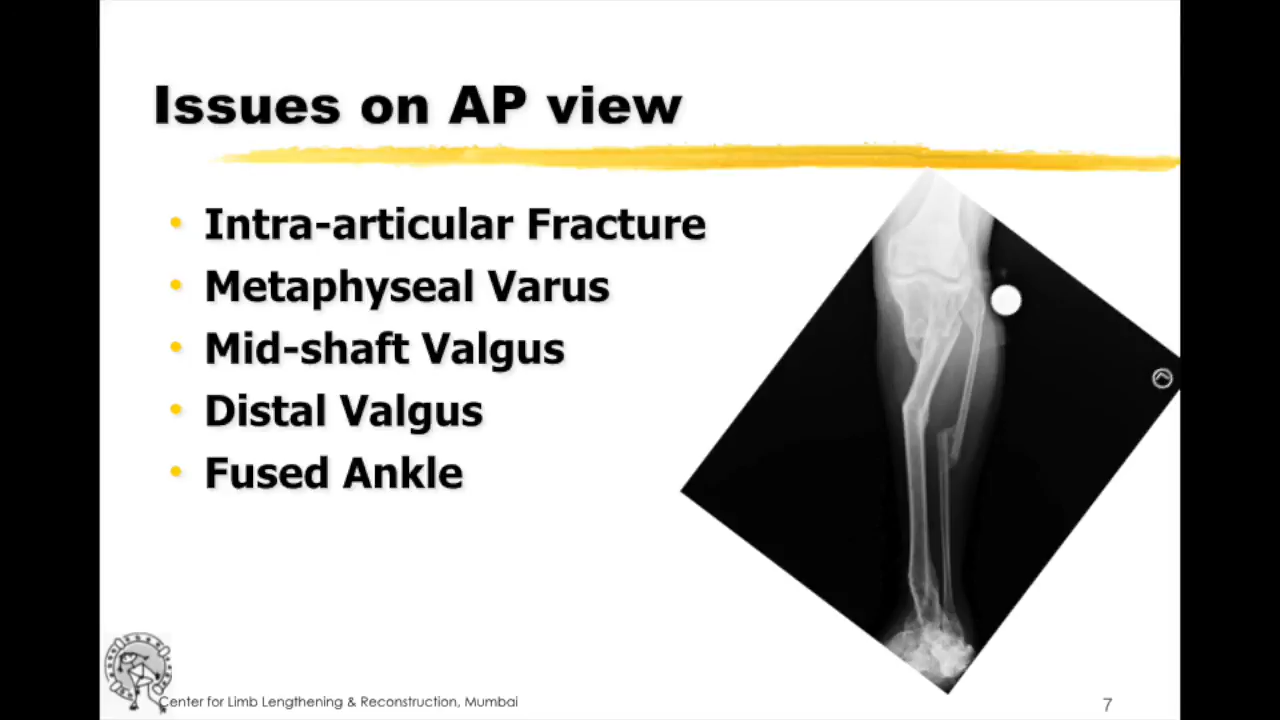 Issues on AP view
• Intra-articular Fracture
• Metaphyseal Varus
• Mid-shaft Valgus
• Distal Valgus
• Fused Ankle
Center for Limb Lengthening & Reconstruction, Mumbai
7